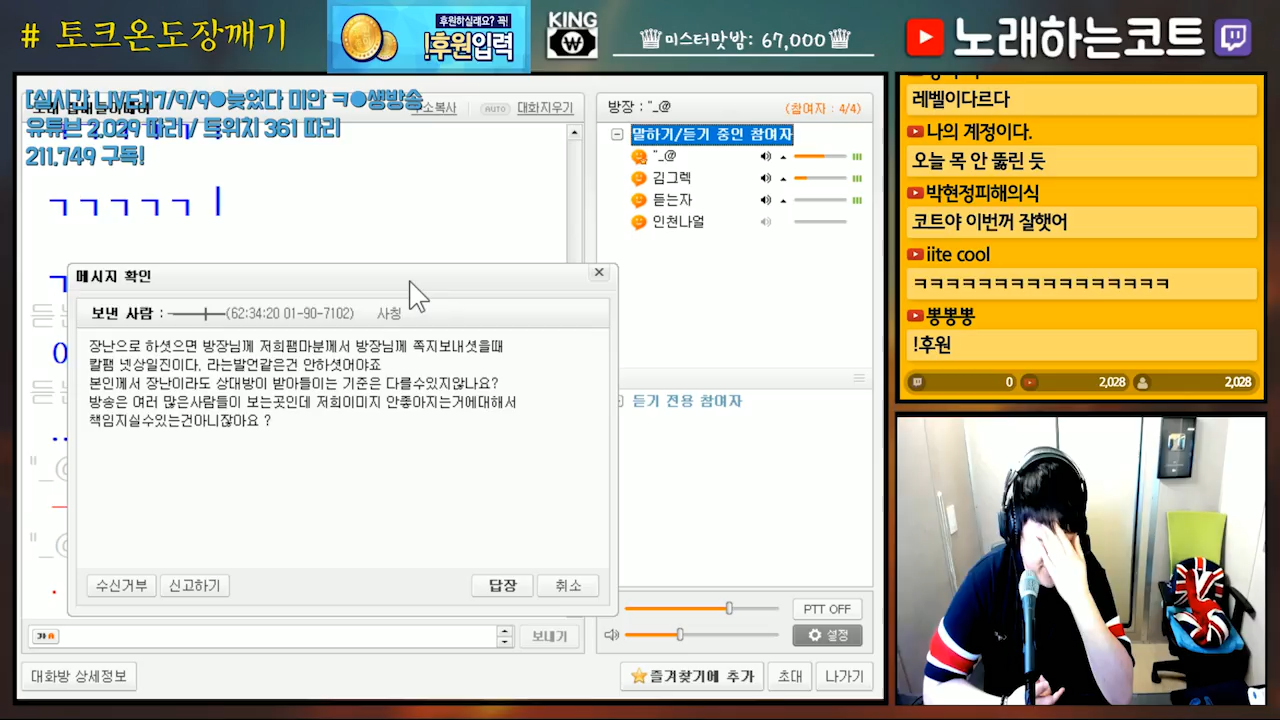 # 토크온도장깨기
후원하실래요? 꼭!
!후원입력
KING
₩
미스터맛밤: 67,000
노래하는코트
[실시간 LIVE]17/9/9●늦었다 미안 ㅋ●생방송
유튜브 2,029 따리 / 트위치 361 따리
211,749 구독!
주소복사
AUTO
대화지우기
ㄱㄱㄱㄱㄱ
방장 : "_@
(참여자 : 4/4)
말하기/듣기 중인 참여자
"_@
김그렉
듣는자
인천나얼
듣기 전용 참여자
메시지 확인
보낸 사람 :
(62:34:20 01-90-7102)
사칭
장난으로 하셧으면 방장님께 저희팸마분께서 방장님께 쪽지보내셧을때
칼팸 넷상일진이다. 라는발언같은건 안하셧어야죠
본인께서 장난이라도 상대방이 받아들이는 기준은 다를수있지않나요?
방송은 여러 많은사람들이 보는곳인데 저희이미지 안좋아지는거에대해서
책임지실수있는건아니잖아요 ?
수신거부
신고하기
답장
취소
가A
보내기
PTT OFF
설정
대화방 상세정보
즐겨찾기에 추가
초대
나가기
레벨이다르다
나의 계정이다.
오늘 목 안 뚫린 듯
박현정피해의식
코트야 이번꺼 잘햇어
iite cool
ㅋㅋㅋㅋㅋㅋㅋㅋㅋㅋㅋㅋㅋㅋㅋㅋ
뽕뽕뽕
!후원
0
2,028
2,028